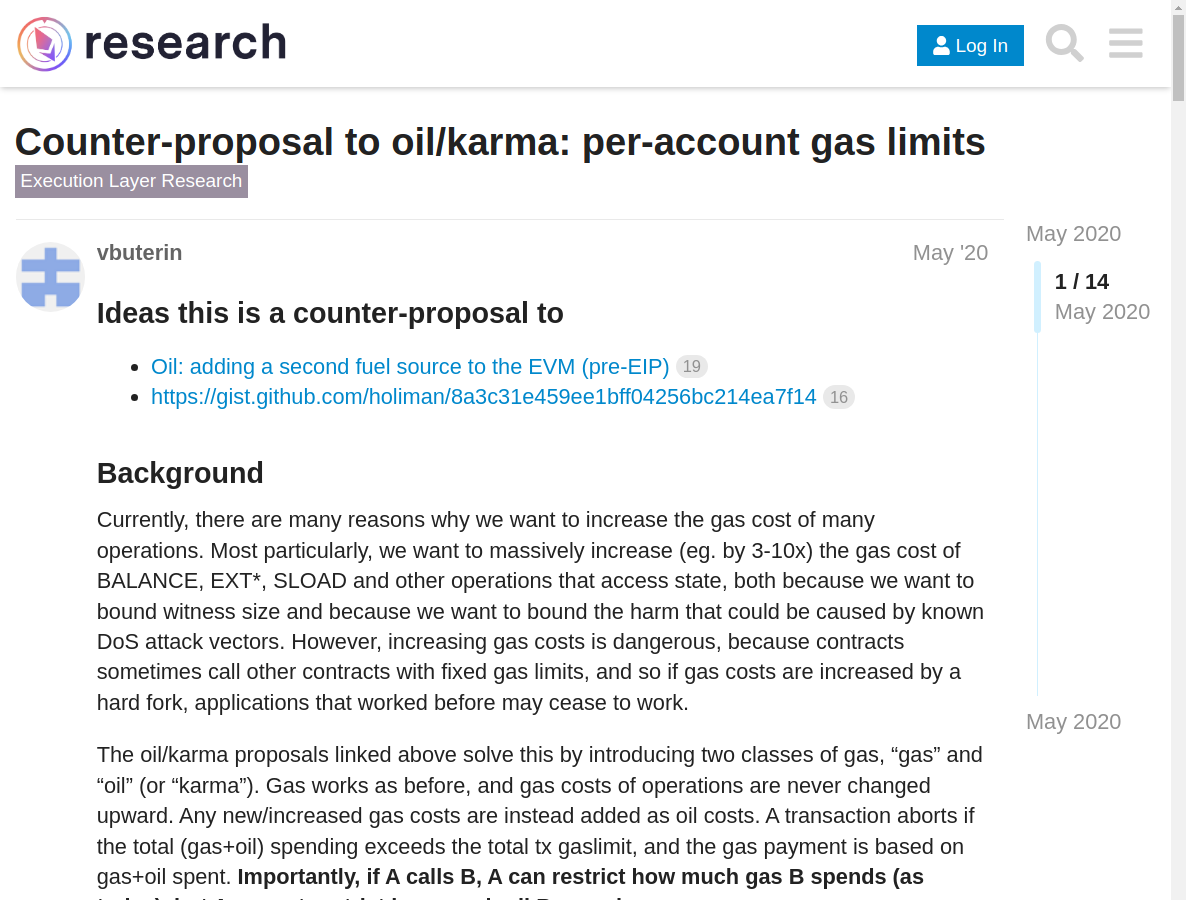 research
Log In
Counter-proposal to oil/karma: per-account gas limits
Execution Layer Research
vbuterin
May '20
May 2020
1 / 14
May 2020
Ideas this is a counter-proposal to
Oil: adding a second fuel source to the EVM (pre-EIP) 19
https://gist.github.com/holiman/8a3c31e459ee1bff04256bc214ea7f14 16
Background
Currently, there are many reasons why we want to increase the gas cost of many
operations. Most particularly, we want to massively increase (eg. by 3-10x) the gas cost of
BALANCE, EXT*, SLOAD and other operations that access state, both because we want to
bound witness size and because we want to bound the harm that could be caused by known
DoS attack vectors. However, increasing gas costs is dangerous, because contracts
sometimes call other contracts with fixed gas limits, and so if gas costs are increased by a
hard fork, applications that worked before may cease to work.
May 2020
The oil/karma proposals linked above solve this by introducing two classes of gas, “gas” and
“oil” (or “karma”). Gas works as before, and gas costs of operations are never changed
upward. Any new/increased gas costs are instead added as oil costs. A transaction aborts if
the total (gas+oil) spending exceeds the total tx gaslimit, and the gas payment is based on
gas+oil spent. Importantly, if A calls B, A can restrict how much gas B spends (as